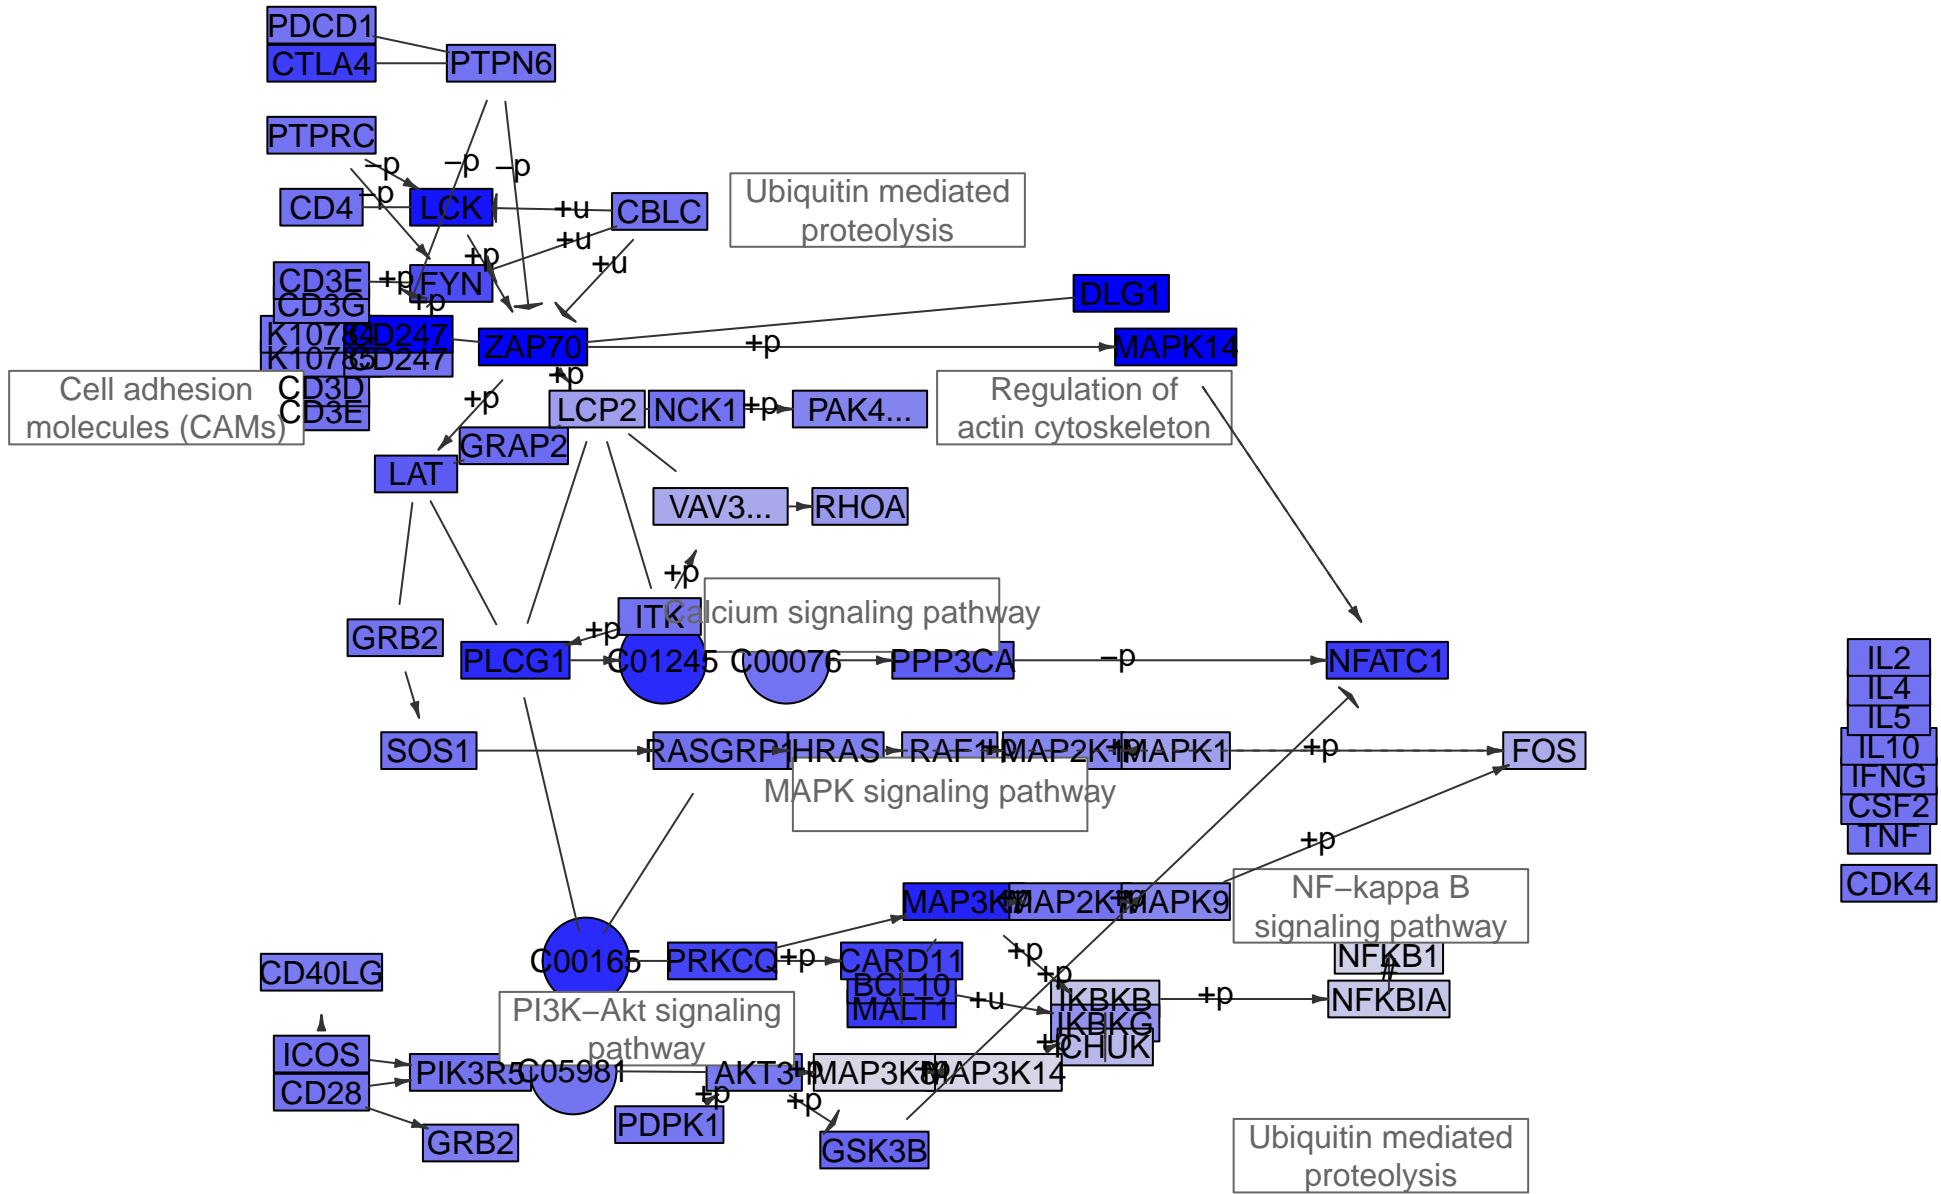 PDCD1
CTLA4
PTPN6
PTPRC
–p
–p
–p
–p
CD4
LCK
+u
CBLC
Ubiquitin mediated
proteolysis
+u
+p
+u
CD3E
+p
FYN
CD3G
+p
DLG1
CD247
ZAP70
+p
MAPK14
CD247
+p
CD3D
CD3E
Cell adhesion
molecules (CAMs)
+p
LCP2
NCK1
+p
PAK4...
Regulation of
actin cytoskeleton
GRAP2
LAT
VAV3...
RHOA
+p
ITK
Calcium signaling pathway
GRB2
+p
PLCG1
C01245
C00076
PPP3CA
–p
NFATC1
IL2
IL4
IL5
IL10
IFNG
CSF2
TNF
CDK4
SOS1
RASGRP1
HRAS
RAF1
MAPK1
+p
FOS
MAPK signaling pathway
+p
MAPK9
NF–kappa B
signaling pathway
C00165
PRKCQ
+p
CARD11
+p
+p
NFKB1
CD40LG
BCL10
MALT1
+u
IKBKB
+p
NFKBIA
IKBKG
PI3K–Akt signaling
pathway
+p
CHUK
ICOS
CD28
PIK3R5
C05981
AKT3
+p
MAP3K14
+p
+p
PDPK1
GRB2
GSK3B
Ubiquitin mediated
proteolysis